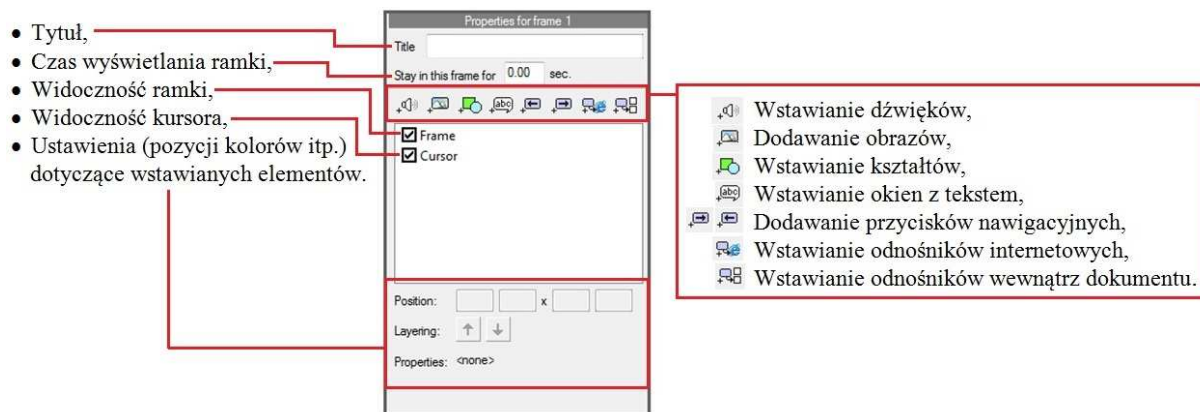 • Tytuł,
• Czas wyświetlania ramki,
• Widoczność ramki,
• Widoczność kursora,
• Ustawienia (pozycji kolorów itp.)
dotyczące wstawianych elementów.
Properties for frame 1
Title
Stay in this frame for 0.00 sec.
abc
Frame
Cursor
Position: x
Layering:
Properties: <none>
Wstawianie dźwięków,
Dodawanie obrazów,
Wstawianie kształtów,
abc Wstawianie okien z tekstem,
Dodawanie przycisków nawigacyjnych,
Wstawianie odnośników internetowych,
Wstawianie odnośników wewnątrz dokumentu.